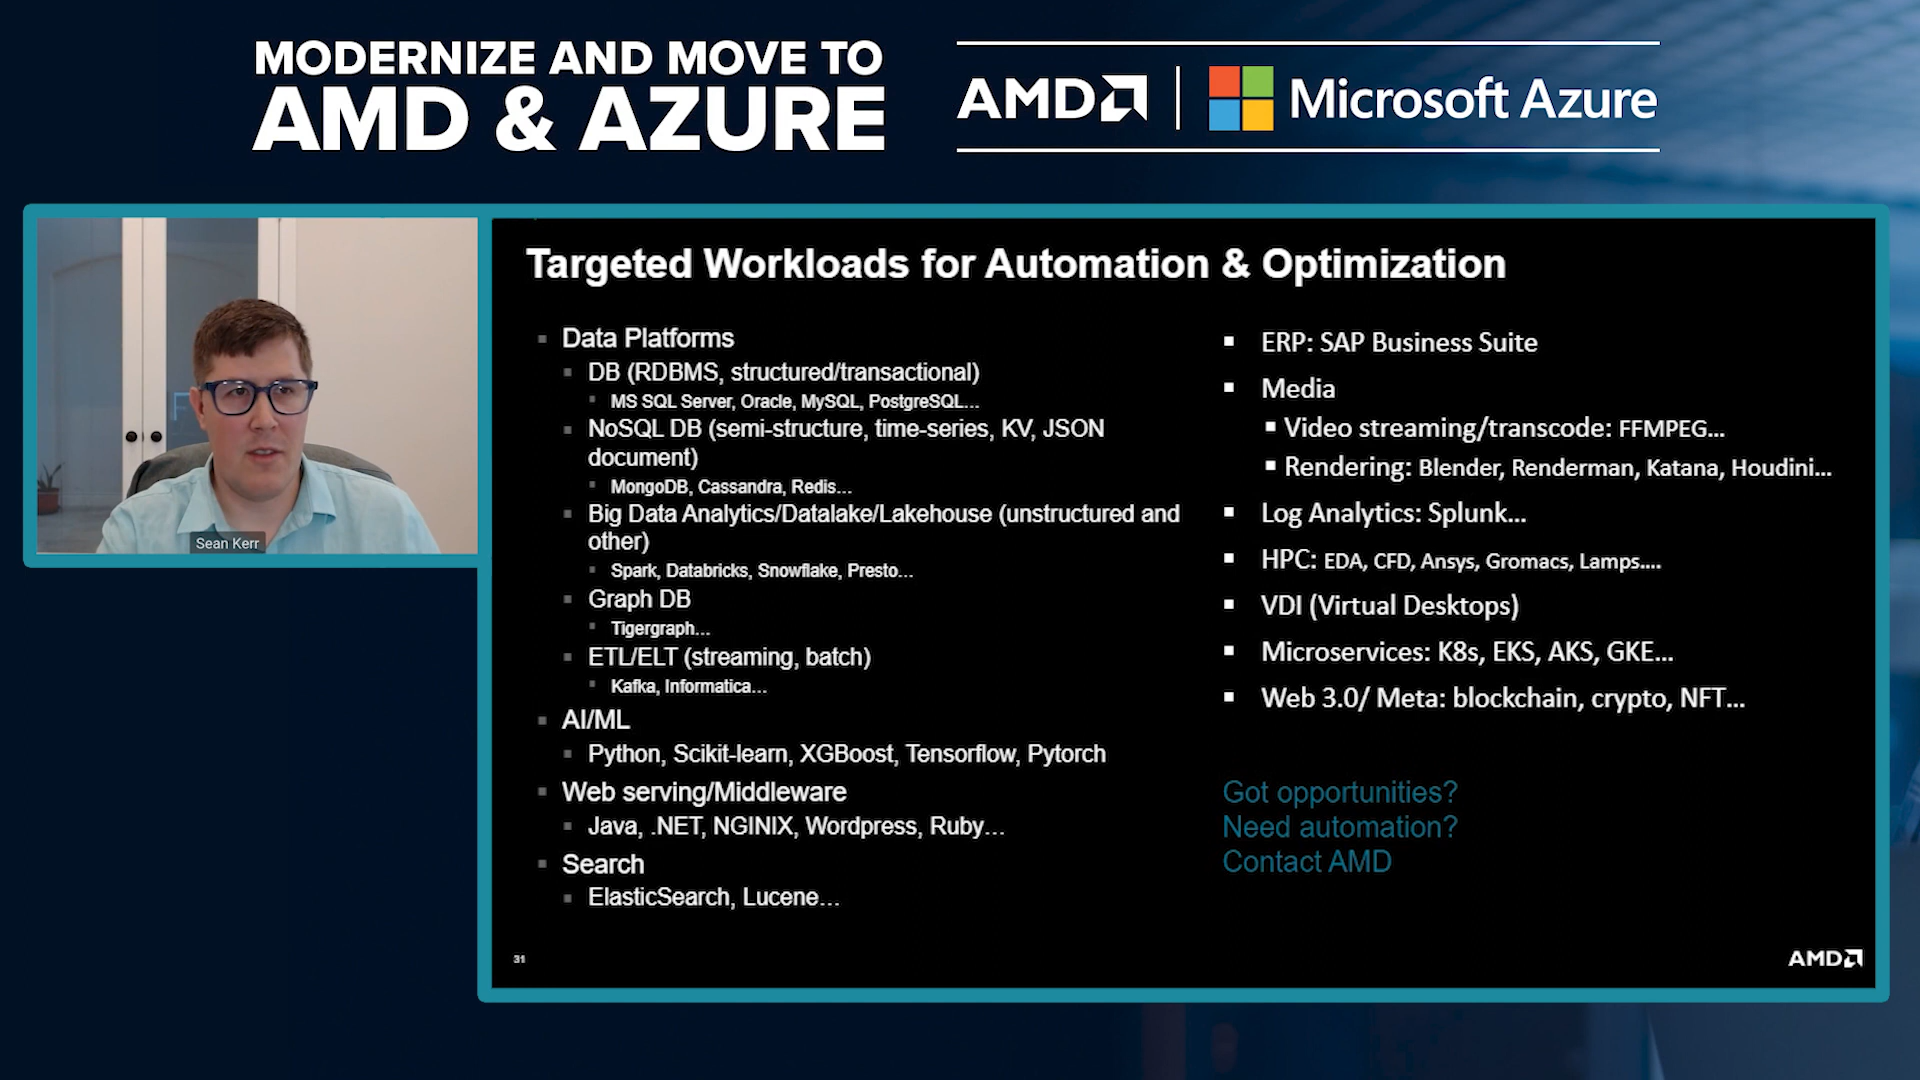 MODERNIZE AND MOVE TO
AMD & AZURE
AMD
Microsoft Azure
Sean Kerr
Targeted Workloads for Automation & Optimization
Data Platforms
DB (RDBMS, structured/transactional)
MS SQL Server, Oracle, MySQL, PostgreSQL...
NoSQL DB (semi-structure, time-series, KV, JSON
document)
MongoDB, Cassandra, Redis...
Big Data Analytics/Datalake/Lakehouse (unstructured and
other)
Spark, Databricks, Snowflake, Presto...
Graph DB
Tigergraph...
ETL/ELT (streaming, batch)
Kafka, Informatica...
AI/ML
Python, Scikit-learn, XGBoost, Tensorflow, Pytorch
Web serving/Middleware
Java, .NET, NGINIX, Wordpress, Ruby...
Search
ElasticSearch, Lucene...
ERP: SAP Business Suite
Media
Video streaming/transcode: FFMPEG...
Rendering: Blender, Renderman, Katana, Houdini...
Log Analytics: Splunk...
HPC: EDA, CFD, Ansys, Gromacs, Lamps....
VDI (Virtual Desktops)
Microservices: K8s, EKS, AKS, GKE...
Web 3.0/ Meta: blockchain, crypto, NFT...
Got opportunities?
Need automation?
Contact AMD
31
AMD